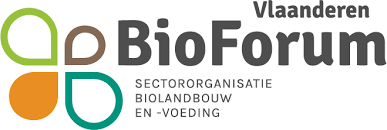 Vlaanderen
BioForum
SECTORORGANISATIE
BIOLANDBOUW
EN -VOEDING